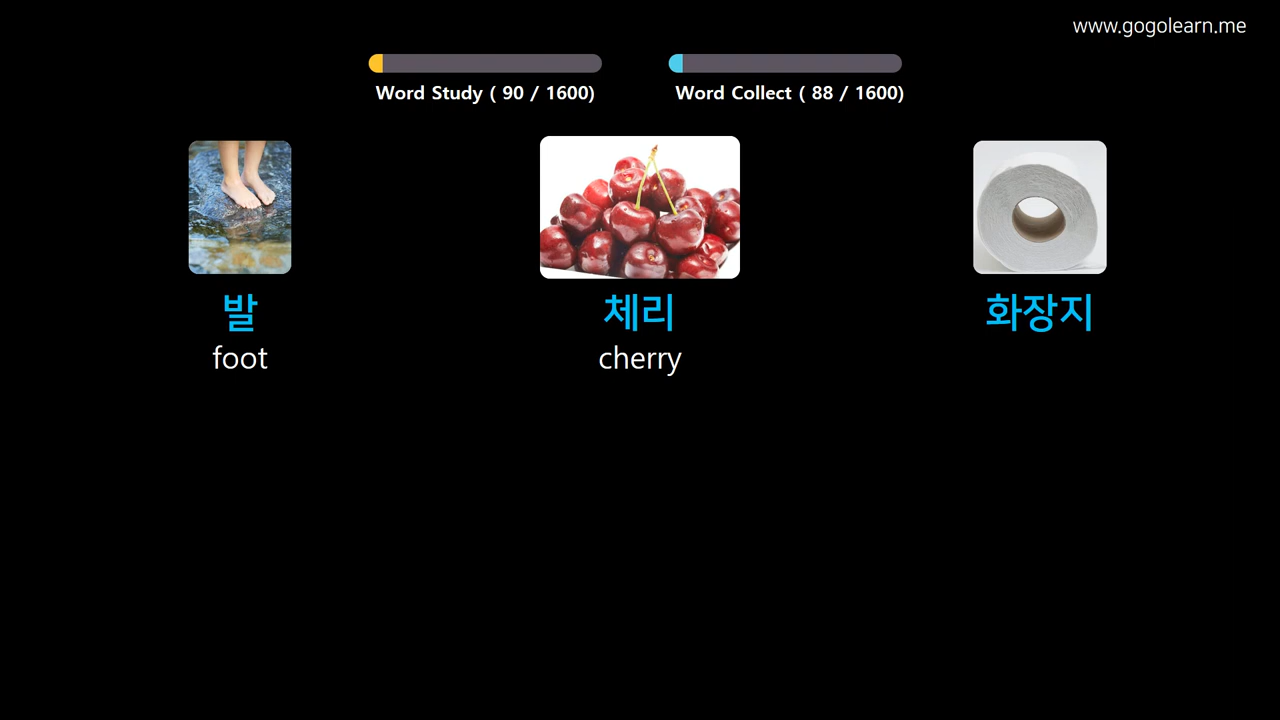 www.gogolearn.me
Word Study ( 90 / 1600)
Word Collect ( 88 / 1600)
발
foot
체리
cherry
화장지